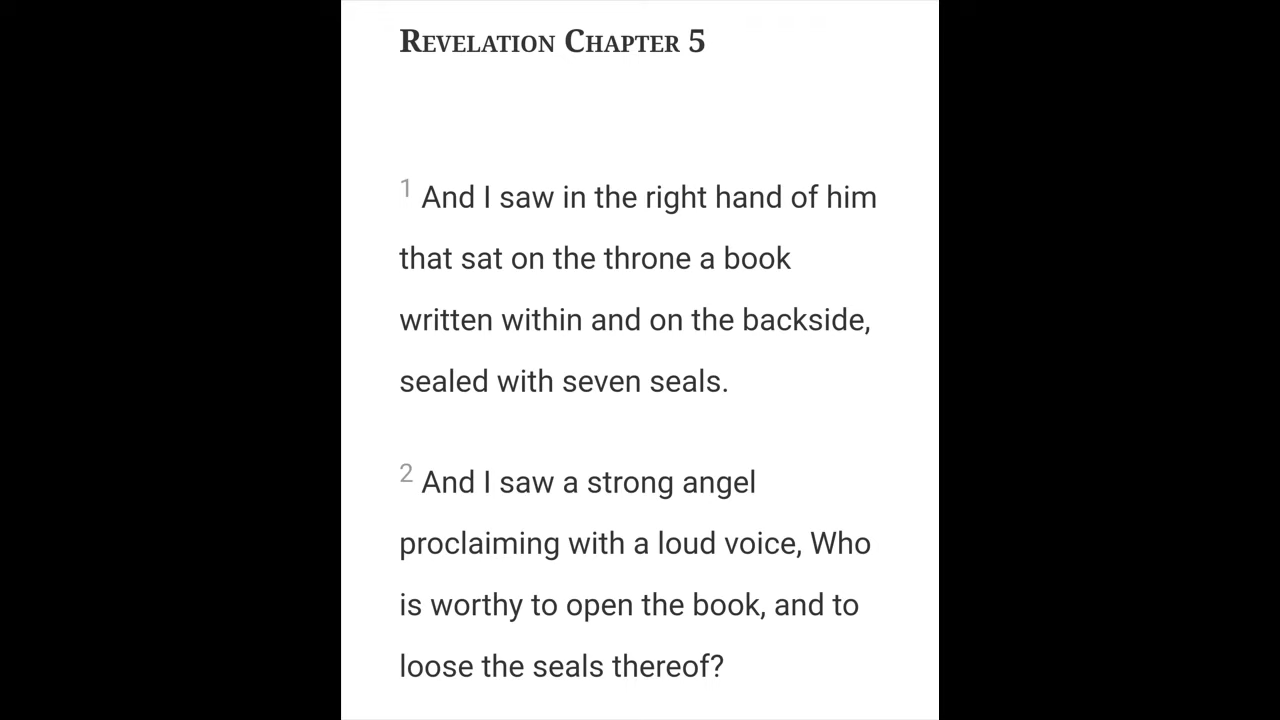 Revelation Chapter 5
1 And I saw in the right hand of him
that sat on the throne a book
written within and on the backside,
sealed with seven seals.
2 And I saw a strong angel
proclaiming with a loud voice, Who
is worthy to open the book, and to
loose the seals thereof?